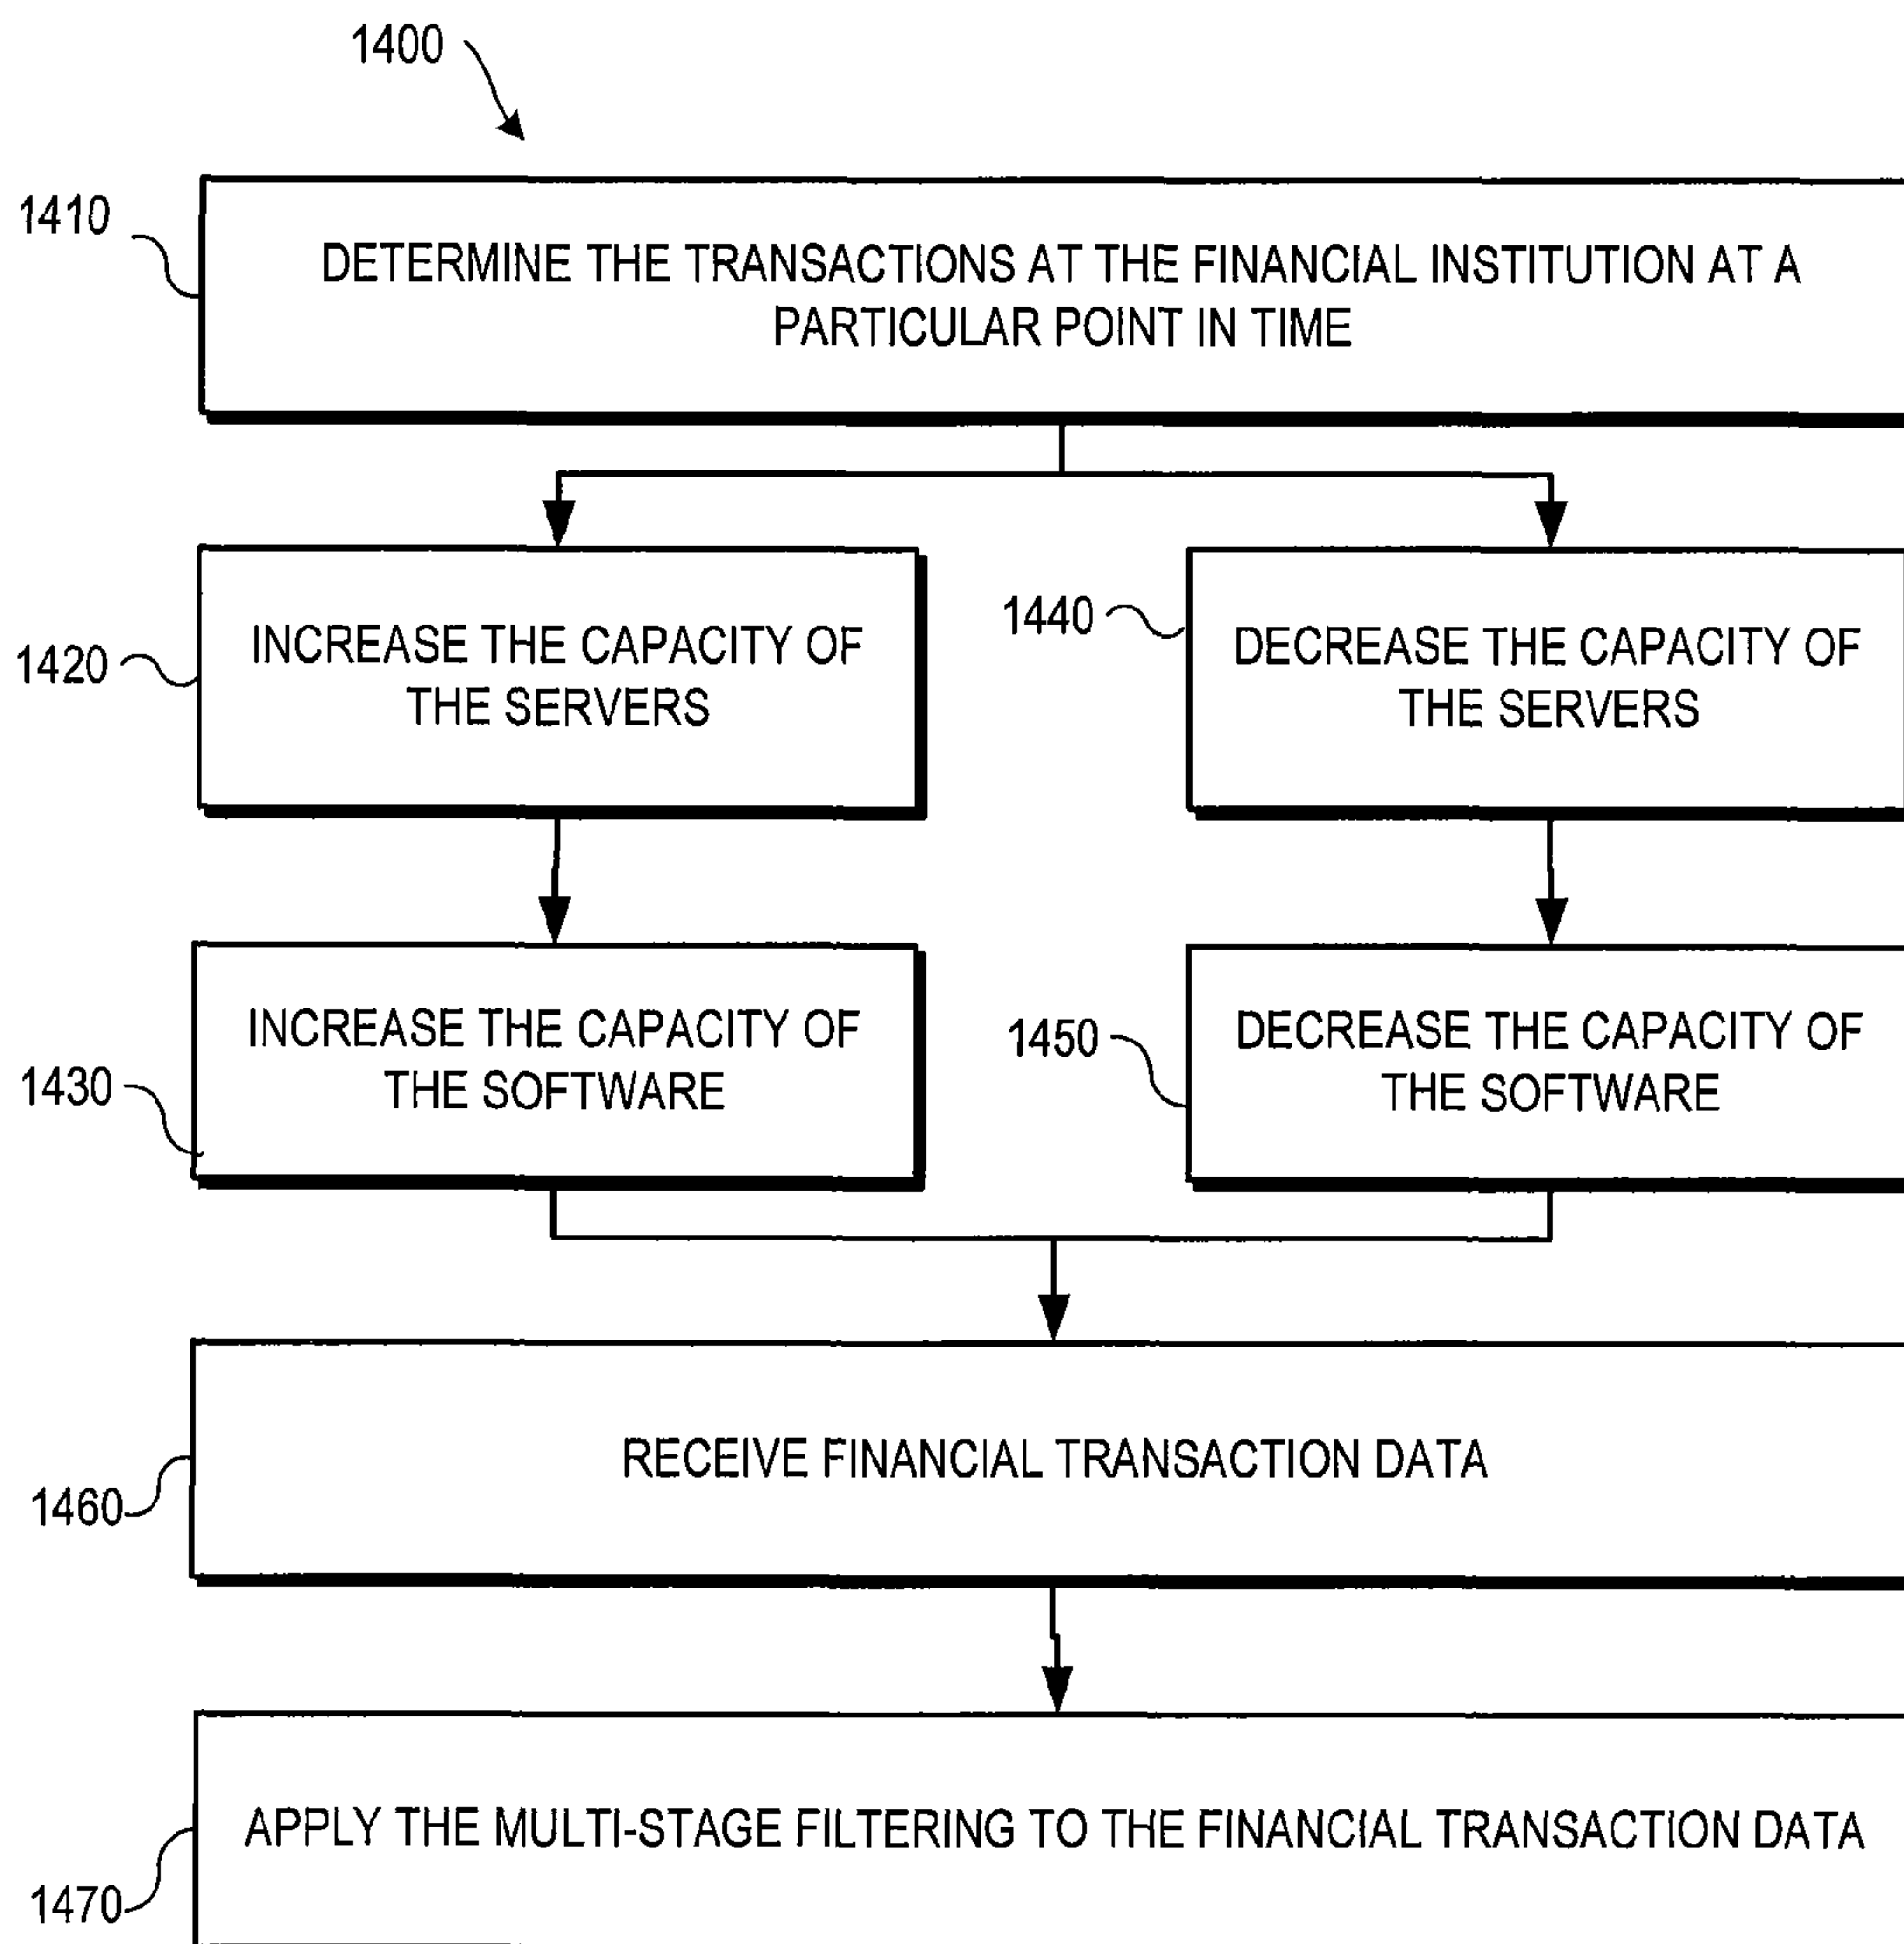 1400
1410
DETERMINE THE TRANSACTIONS AT THE FINANCIAL INSTITUTION AT A
PARTICULAR POINT IN TIME
1420
INCREASE THE CAPACITY OF
THE SERVERS
1440
DECREASE THE CAPACITY OF
THE SERVERS
1430
INCREASE THE CAPACITY OF
THE SOFTWARE
1450
DECREASE THE CAPACITY OF
THE SOFTWARE
1460
RECEIVE FINANCIAL TRANSACTION DATA
1470
APPLY THE MULTI-STAGE FILTERING TO THE FINANCIAL TRANSACTION DATA